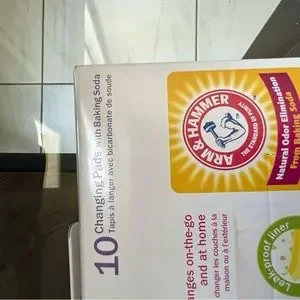 10 Changing Pads with Baking Soda
Tapis à langer avec bicarbonate de soude
ARM & HAMMER
THE STANDARD OF PURITY
Natural Odor Elimination
From Baking Soda
anges on-the-go
and at home
changer les couches à la
maison ou à l'extérieur
Leak-proof liner